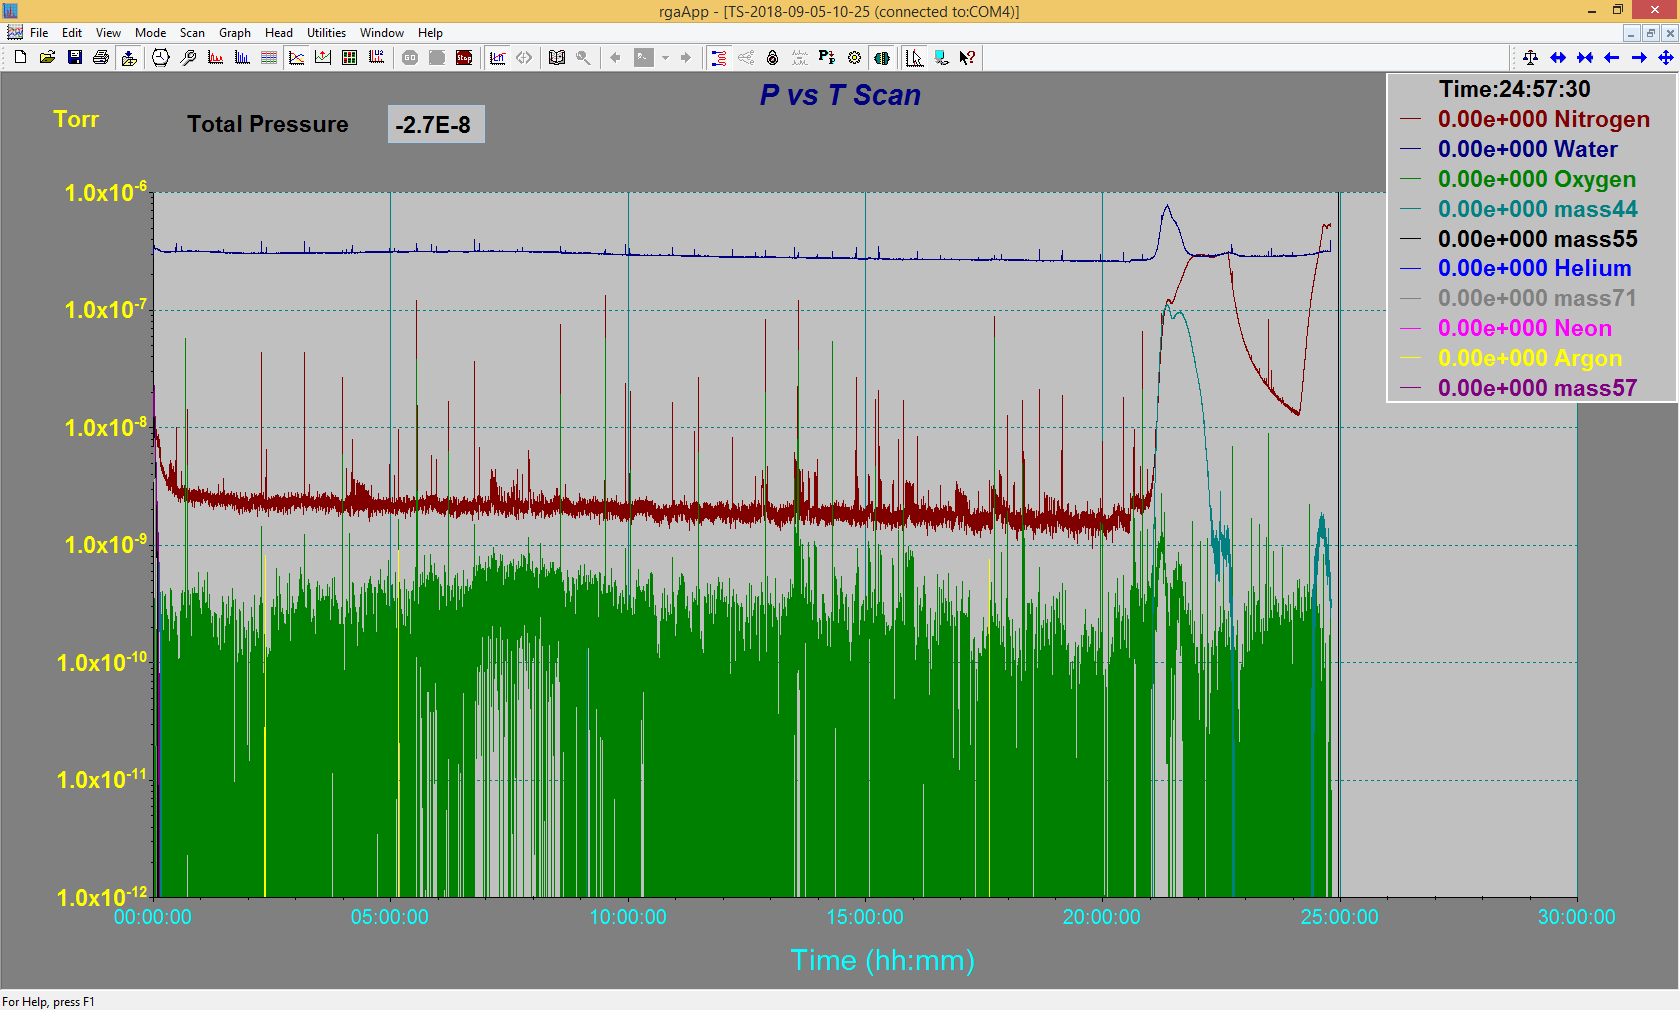 rgaApp - [TS-2018-09-05-10-25 (connected to:COM4)]
File Edit View Mode Scan Graph Head Utilities Window Help
GO Stop
P vs T Scan
Torr
Total Pressure -2.7E-8
Time:24:57:30
0.00e+000 Nitrogen
0.00e+000 Water
0.00e+000 Oxygen
0.00e+000 mass44
0.00e+000 mass55
0.00e+000 Helium
0.00e+000 mass71
0.00e+000 Neon
0.00e+000 Argon
0.00e+000 mass57
1.0x10-6
1.0x10-7
1.0x10-8
1.0x10-9
1.0x10-10
1.0x10-11
1.0x10-12
00:00:00 05:00:00 10:00:00 15:00:00 20:00:00 25:00:00 30:00:00
Time (hh:mm)
For Help, press F1